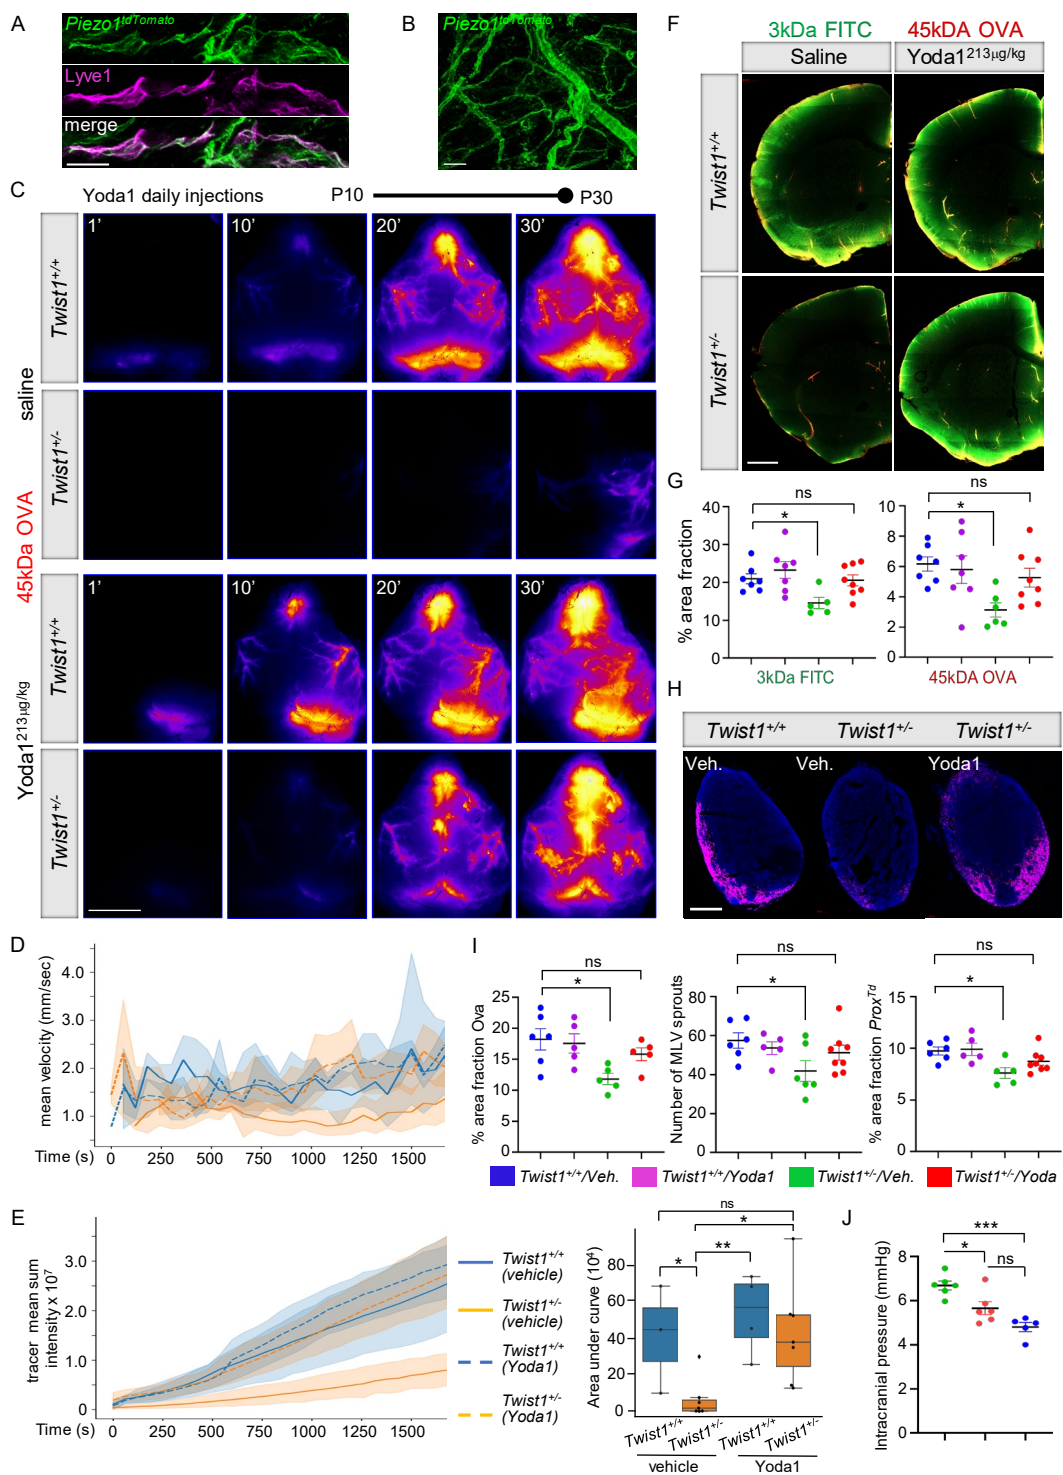 A
Piezo1tdTomato
Lyve1
merge
B
Piezo1tdTomato
C
Yoda1 daily injections
P10
P30
45kDa OVA
saline
Twist1+/+
1'
10'
20'
30'
Twist1+/-
Yoda1213μg/kg
Twist1+/+
1'
10'
20'
30'
Twist1+/-
D
mean velocity (mm/sec)
4.0
3.0
2.0
1.0
Time (s)
0
250
500
750
1000
1250
1500
E
tracer mean sum
intensity x 107
3.0
2.0
1.0
0
Time (s)
0
250
500
750
1000
1250
1500
Twist1+/+
(vehicle)
Twist1+/-
(vehicle)
Twist1+/+
(Yoda1)
Twist1+/-
(Yoda1)
Area under curve (104)
80
60
40
20
0
ns
*
*
**
Twist1+/+
Twist1+/-
Twist1+/+
Twist1+/-
vehicle
Yoda1
F
3kDa FITC
45kDA OVA
Saline
Yoda1213μg/kg
Twist1+/+
Twist1+/-
G
% area fraction
40
30
20
10
0
ns
*
3kDa FITC
10
8
6
4
2
0
ns
*
45kDA OVA
H
Twist1+/+
Twist1+/-
Twist1+/-
Veh.
Veh.
Yoda1
I
% area fraction Ova
25
20
15
10
5
0
ns
*
Number of MLV sprouts
80
60
40
20
0
ns
*
% area fraction ProxTd
15
10
5
0
ns
*
Twist1+/+/Veh.
Twist1+/+/Yoda1
Twist1+/-/Veh.
Twist1+/-/Yoda
J
Intracranial pressure (mmHg)
8
6
4
2
0
***
*
ns